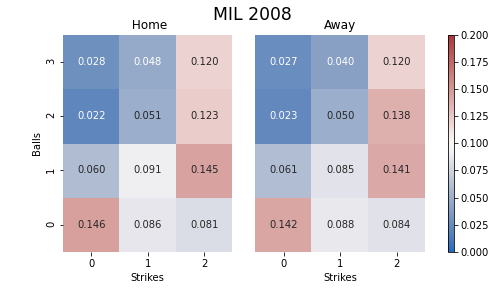 MIL 2008
Home Away
3 0.028 0.048 0.120 0.027 0.040 0.120
2 0.022 0.051 0.123 0.023 0.050 0.138
1 0.060 0.091 0.145 0.061 0.085 0.141
0 0.146 0.086 0.081 0.142 0.088 0.084
Balls
0 1 2 0 1 2
Strikes Strikes
0.200
0.175
0.150
0.125
0.100
0.075
0.050
0.025
0.000